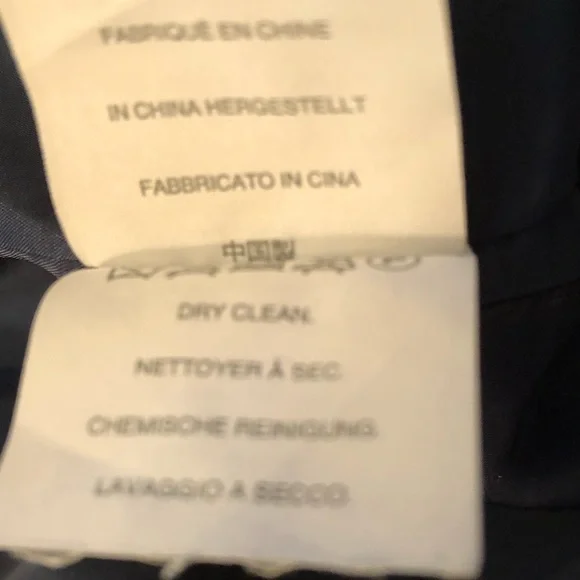 FABRIQUÉ EN CHINE
IN CHINA HERGESTELLT
FABBRICATO IN CINA
中国製
DRY CLEAN.
NETTOYER À SEC.
CHEMISCHE REINIGUNG.
LAVAGGIO A SECCO.